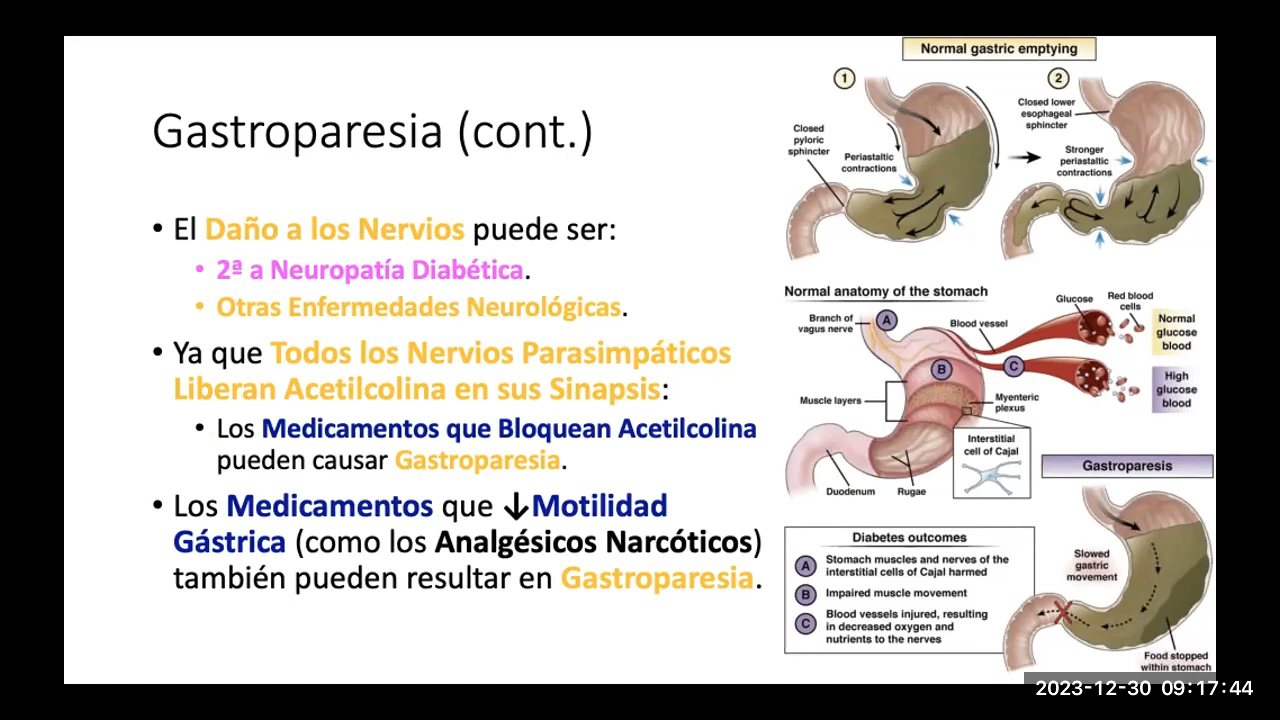 Gastroparesia (cont.)
• El Daño a los Nervios puede ser:
• 2ª a Neuropatía Diabética.
• Otras Enfermedades Neurológicas.
• Ya que Todos los Nervios Parasimpáticos
Liberan Acetilcolina en sus Sinapsis:
• Los Medicamentos que Bloquean Acetilcolina
pueden causar Gastroparesia.
• Los Medicamentos que ↓Motilidad
Gástrica (como los Analgésicos Narcóticos)
también pueden resultar en Gastroparesia.
Normal gastric emptying
1
2
Closed
pyloric
sphincter
Periastaltic
contractions
Closed lower
esophageal
sphincter
Stronger
periastaltic
contractions
Normal anatomy of the stomach
Branch of
vagus nerve
A
Blood vessel
Glucose
Red blood
cells
Normal
glucose
blood
B
C
High
glucose
blood
Muscle layers
Myenteric
plexus
Interstitial
cell of Cajal
Duodenum
Rugae
Gastroparesis
Diabetes outcomes
A Stomach muscles and nerves of the
interstitial cells of Cajal harmed
B Impaired muscle movement
C Blood vessels injured, resulting
in decreased oxygen and
nutrients to the nerves
Slowed
gastric
movement
Food stopped
within stomach
2023-12-30 09:17:44